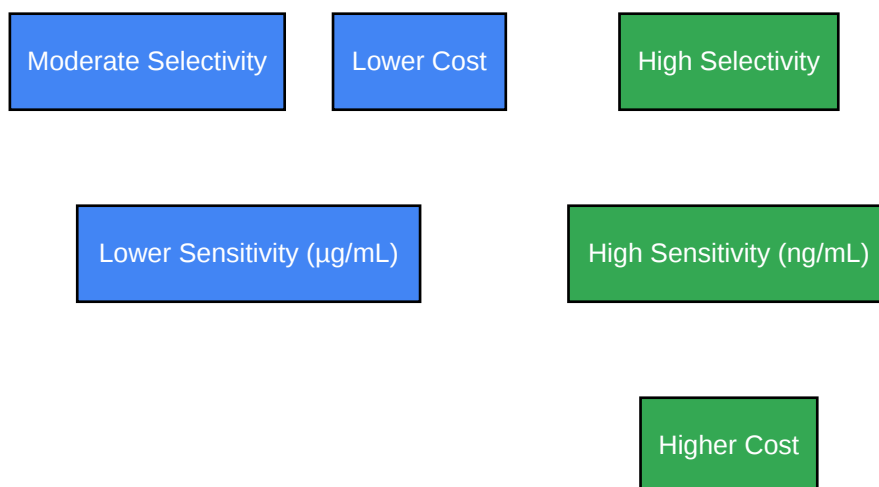 Moderate Selectivity
Lower Cost
High Selectivity
Lower Sensitivity (µg/mL)
High Sensitivity (ng/mL)
Higher Cost